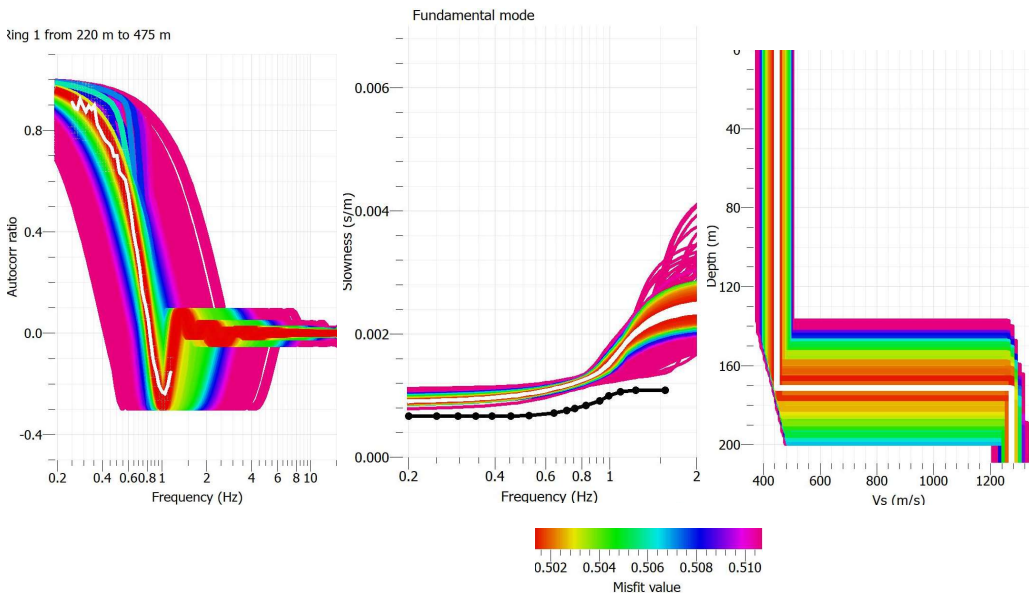 Fundamental mode
Ring 1 from 220 m to 475 m
Autocorr ratio
0.8
0.4
0.0
-0.4
0.2 0.4 0.60.8 1 2 4 6 8 10
Frequency (Hz)
Slowness (s/m)
0.006
0.004
0.002
0.000
0.2 0.4 0.6 0.8 1 2
Frequency (Hz)
Depth (m)
0
40
80
120
160
200
400 600 800 1000 1200
Vs (m/s)
0.502 0.504 0.506 0.508 0.510
Misfit value